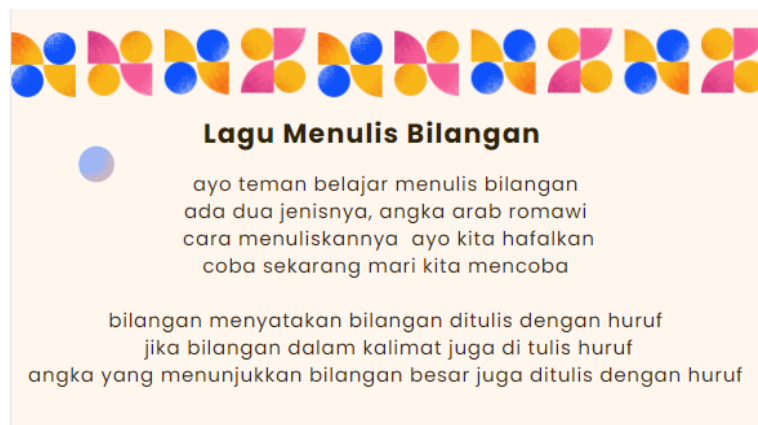 Lagu Menulis Bilangan
ayo teman belajar menulis bilangan
ada dua jenisnya, angka arab romawi
cara menuliskannya  ayo kita hafalkan
coba sekarang mari kita mencoba
bilangan menyatakan bilangan ditulis dengan huruf
jika bilangan dalam kalimat juga di tulis huruf
angka yang menunjukkan bilangan besar juga ditulis dengan huruf